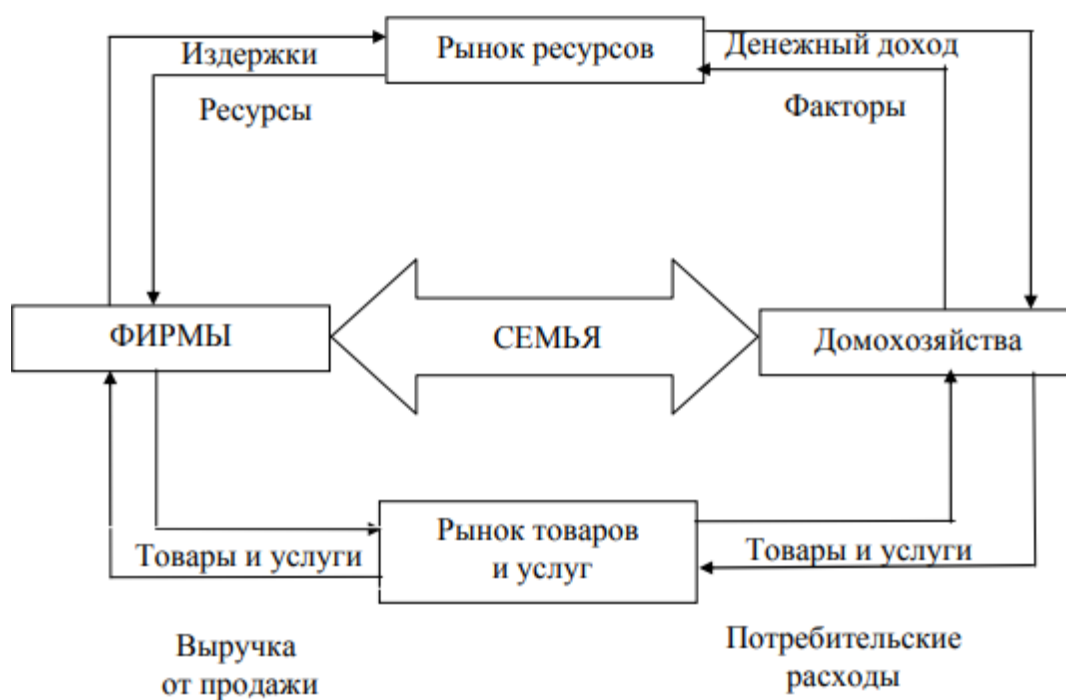 Издержки
Рынок ресурсов
Денежный доход
Ресурсы
Факторы
ФИРМЫ
СЕМЬЯ
Домохозяйства
Товары и услуги
Рынок товаров
и услуг
Товары и услуги
Выручка
от продажи
Потребительские
расходы